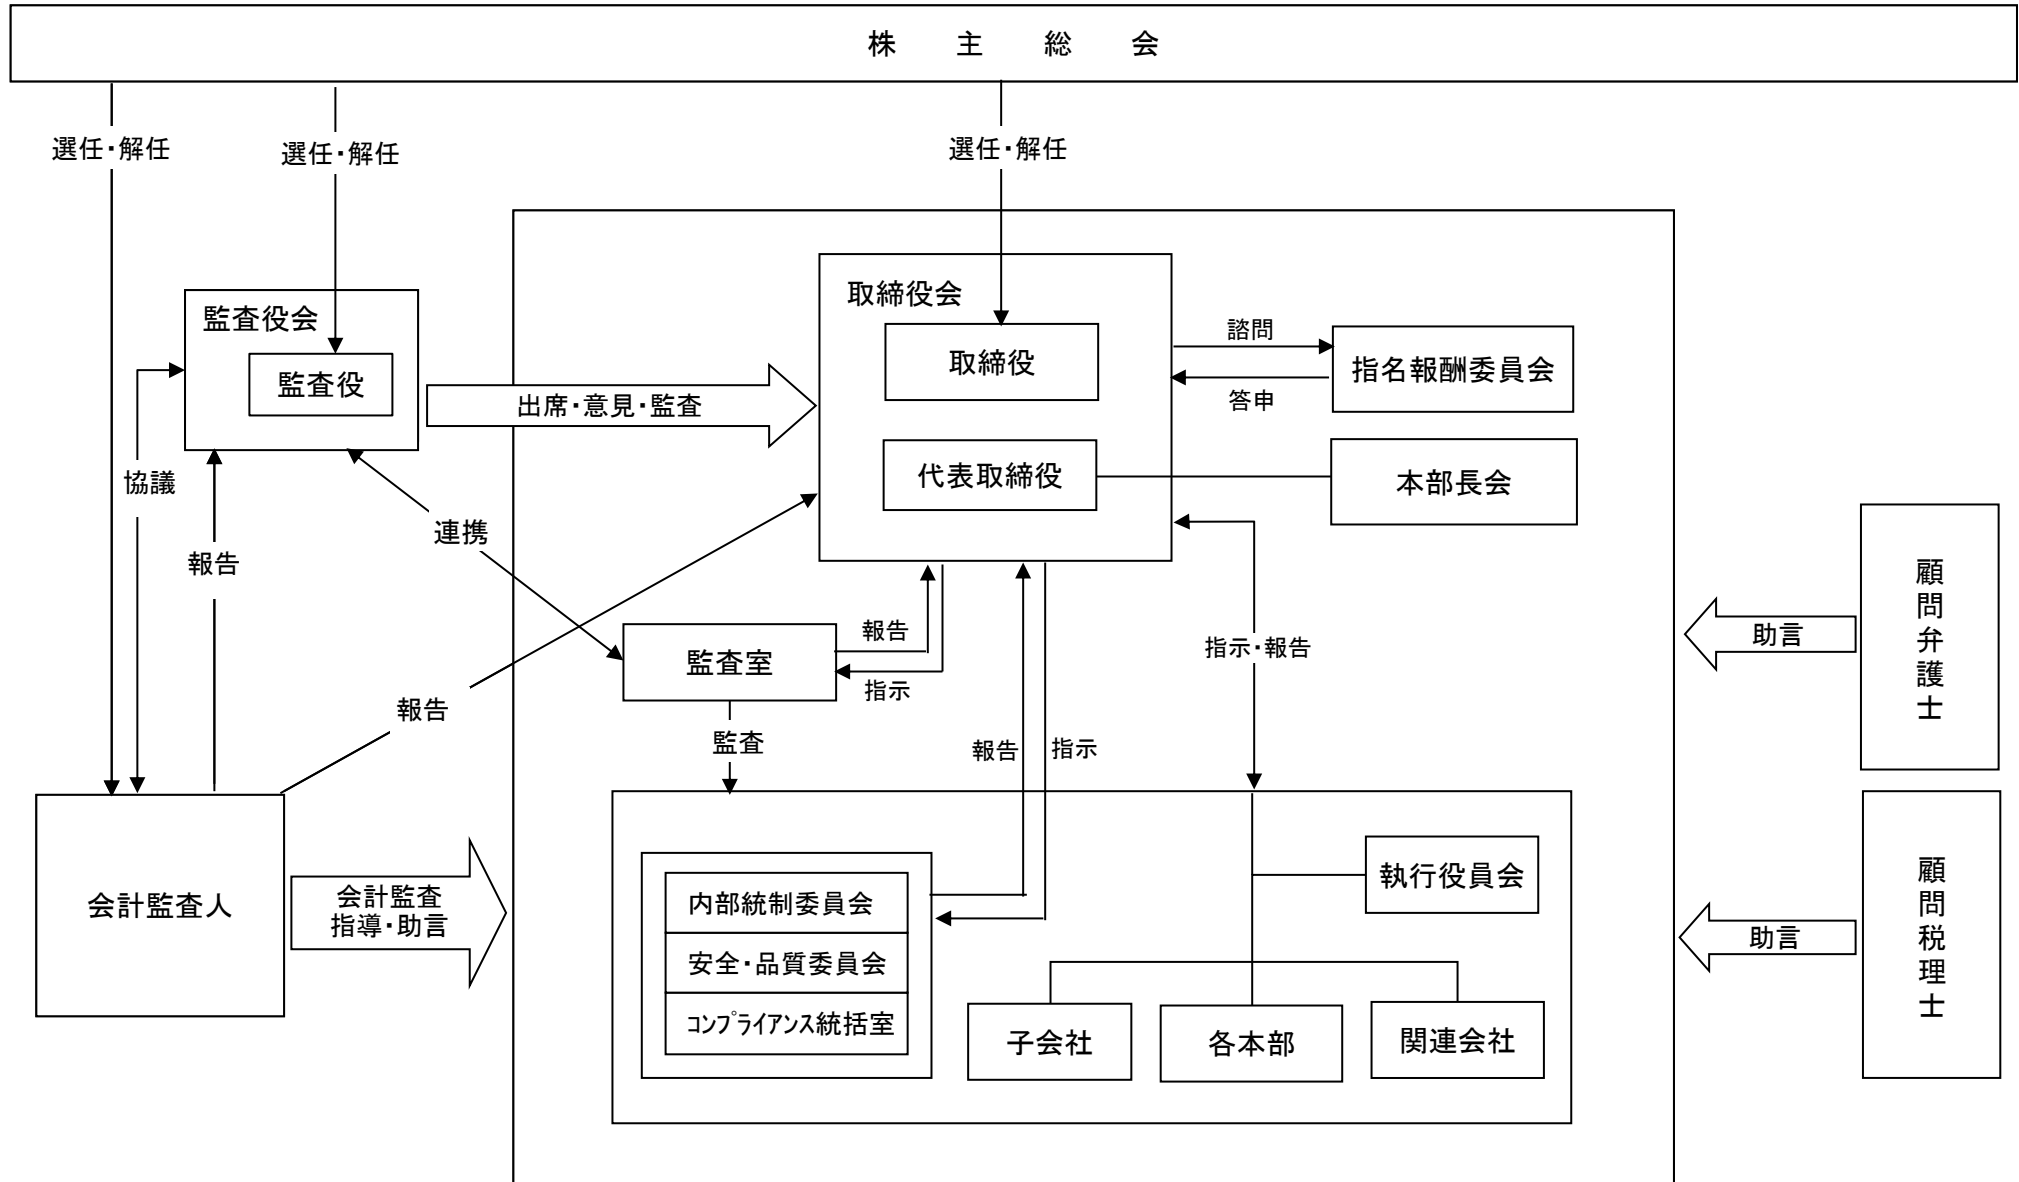 株主総会
選任・解任
選任・解任
選任・解任
監査役会
監査役
出席・意見・監査
取締役会
取締役
代表取締役
諮問
答申
指名報酬委員会
本部長会
協議
報告
連携
報告
監査室
報告
指示
監査
報告
指示
指示・報告
顧問弁護士
助言
会計監査人
会計監査
指導・助言
内部統制委員会
安全・品質委員会
コンプライアンス統括室
執行役員会
子会社
各本部
関連会社
助言
顧問税理士